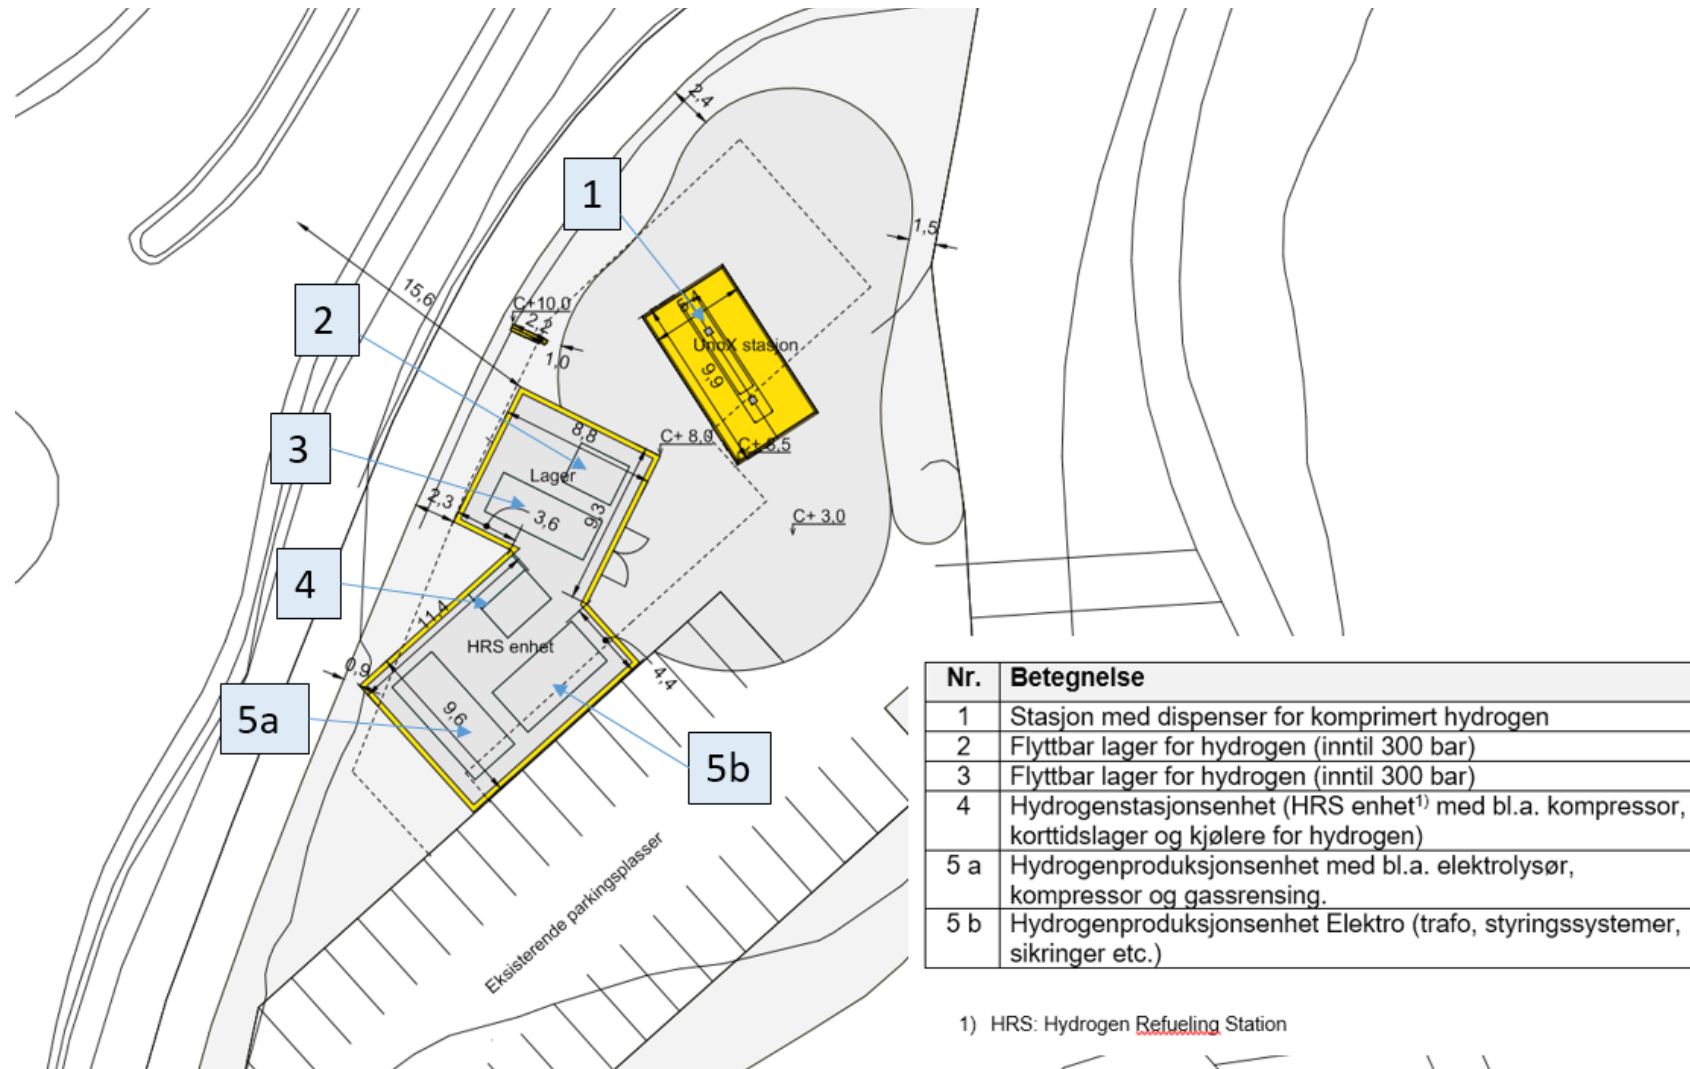 2,4
1
1,5
15,6
C+10,0
2,2
2
1,0
UnoX stasjon
9,9
8,8
C+ 8,0
3
Lager
2,3
3,6
9,3
C+ 3,0
4
11,4
HRS enhet
0,9
4,4
5a
9,6
5b
Eksisterende parkingsplasser
Nr. Betegnelse
1 Stasjon med dispenser for komprimert hydrogen
2 Flyttbar lager for hydrogen (inntil 300 bar)
3 Flyttbar lager for hydrogen (inntil 300 bar)
4 Hydrogenstasjonsenhet (HRS enhet1) med bl.a. kompressor,
korttidslager og kjølere for hydrogen)
5 a Hydrogenproduksjonsenhet med bl.a. elektrolysør,
kompressor og gassrensing.
5 b Hydrogenproduksjonsenhet Elektro (trafo, styringssystemer,
sikringer etc.)
1) HRS: Hydrogen Refueling Station